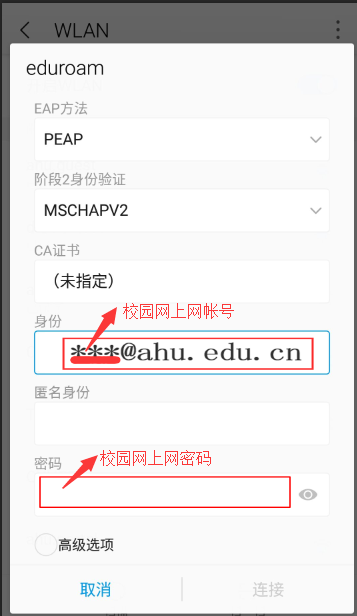 WLAN
eduroam
EAP方法
PEAP
阶段2身份验证
MSCHAPV2
CA证书
（未指定）
校园网上网帐号
身份
***@ahu.edu.cn
匿名身份
密码
校园网上网密码
高级选项
取消
连接